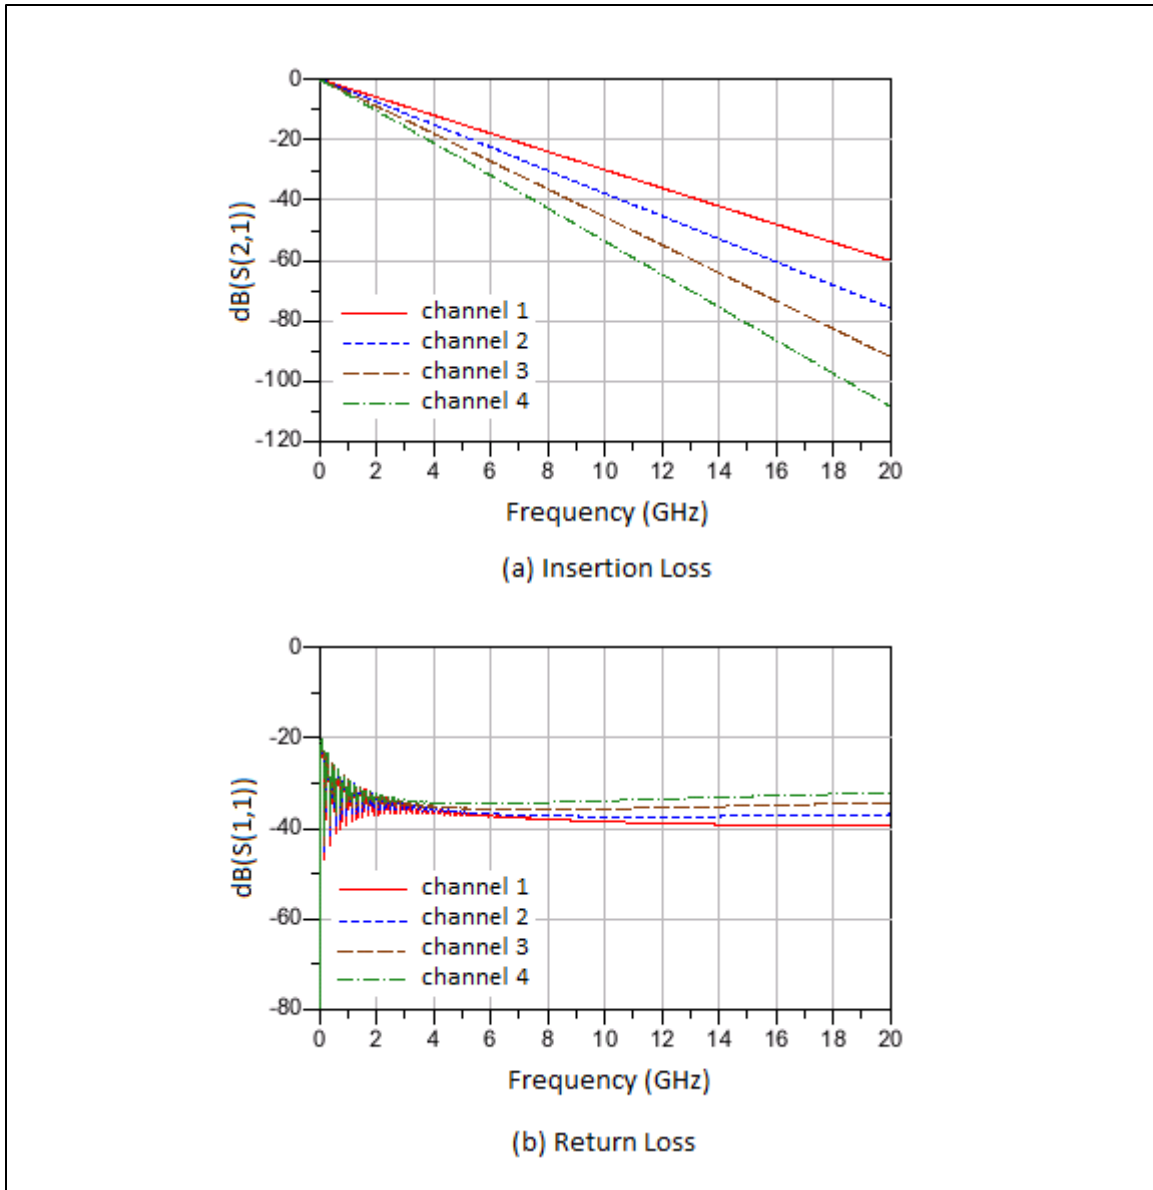 0
-20
-40
-60
-80
-100
-120
dB(S(2,1))
channel 1
channel 2
channel 3
channel 4
0 2 4 6 8 10 12 14 16 18 20
Frequency (GHz)
(a) Insertion Loss
0
-20
-40
-60
-80
dB(S(1,1))
channel 1
channel 2
channel 3
channel 4
0 2 4 6 8 10 12 14 16 18 20
Frequency (GHz)
(b) Return Loss